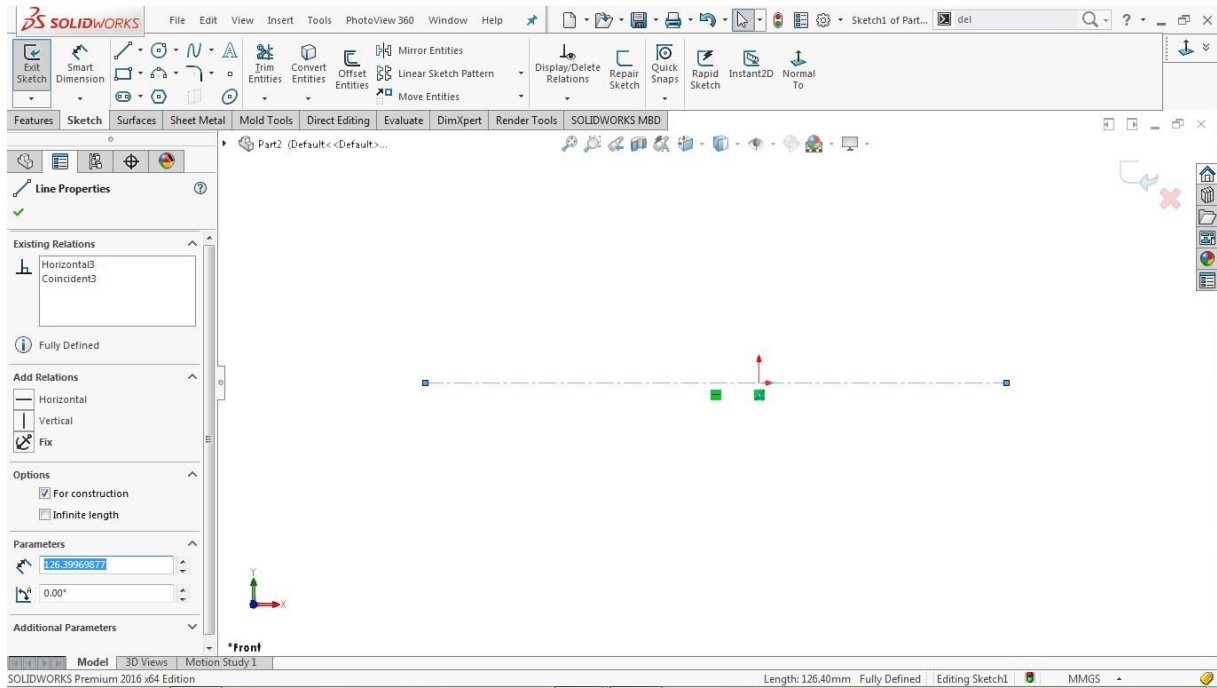 SOLIDWORKS File Edit View Insert Tools PhotoView 360 Window Help Sketch1 of Part... del ?
Exit Sketch
Smart Dimension
Trim Entities
Convert Entities
Offset Entities
Mirror Entities
Linear Sketch Pattern
Move Entities
Display/Delete Relations
Repair Sketch
Quick Snaps
Rapid Sketch
Instant2D
Normal To
Features Sketch Surfaces Sheet Metal Mold Tools Direct Editing Evaluate DimXpert Render Tools SOLIDWORKS MBD
Part2 (Default<<Default>...
Line Properties
Existing Relations
Horizontal3
Coincident3
Fully Defined
Add Relations
Horizontal
Vertical
Fix
Options
For construction
Infinite length
Parameters
126.39969877
0.00°
Additional Parameters
Y
X
*Front
Model 3D Views Motion Study 1
SOLIDWORKS Premium 2016 x64 Edition Length: 126.40mm Fully Defined Editing Sketch1 MMGS